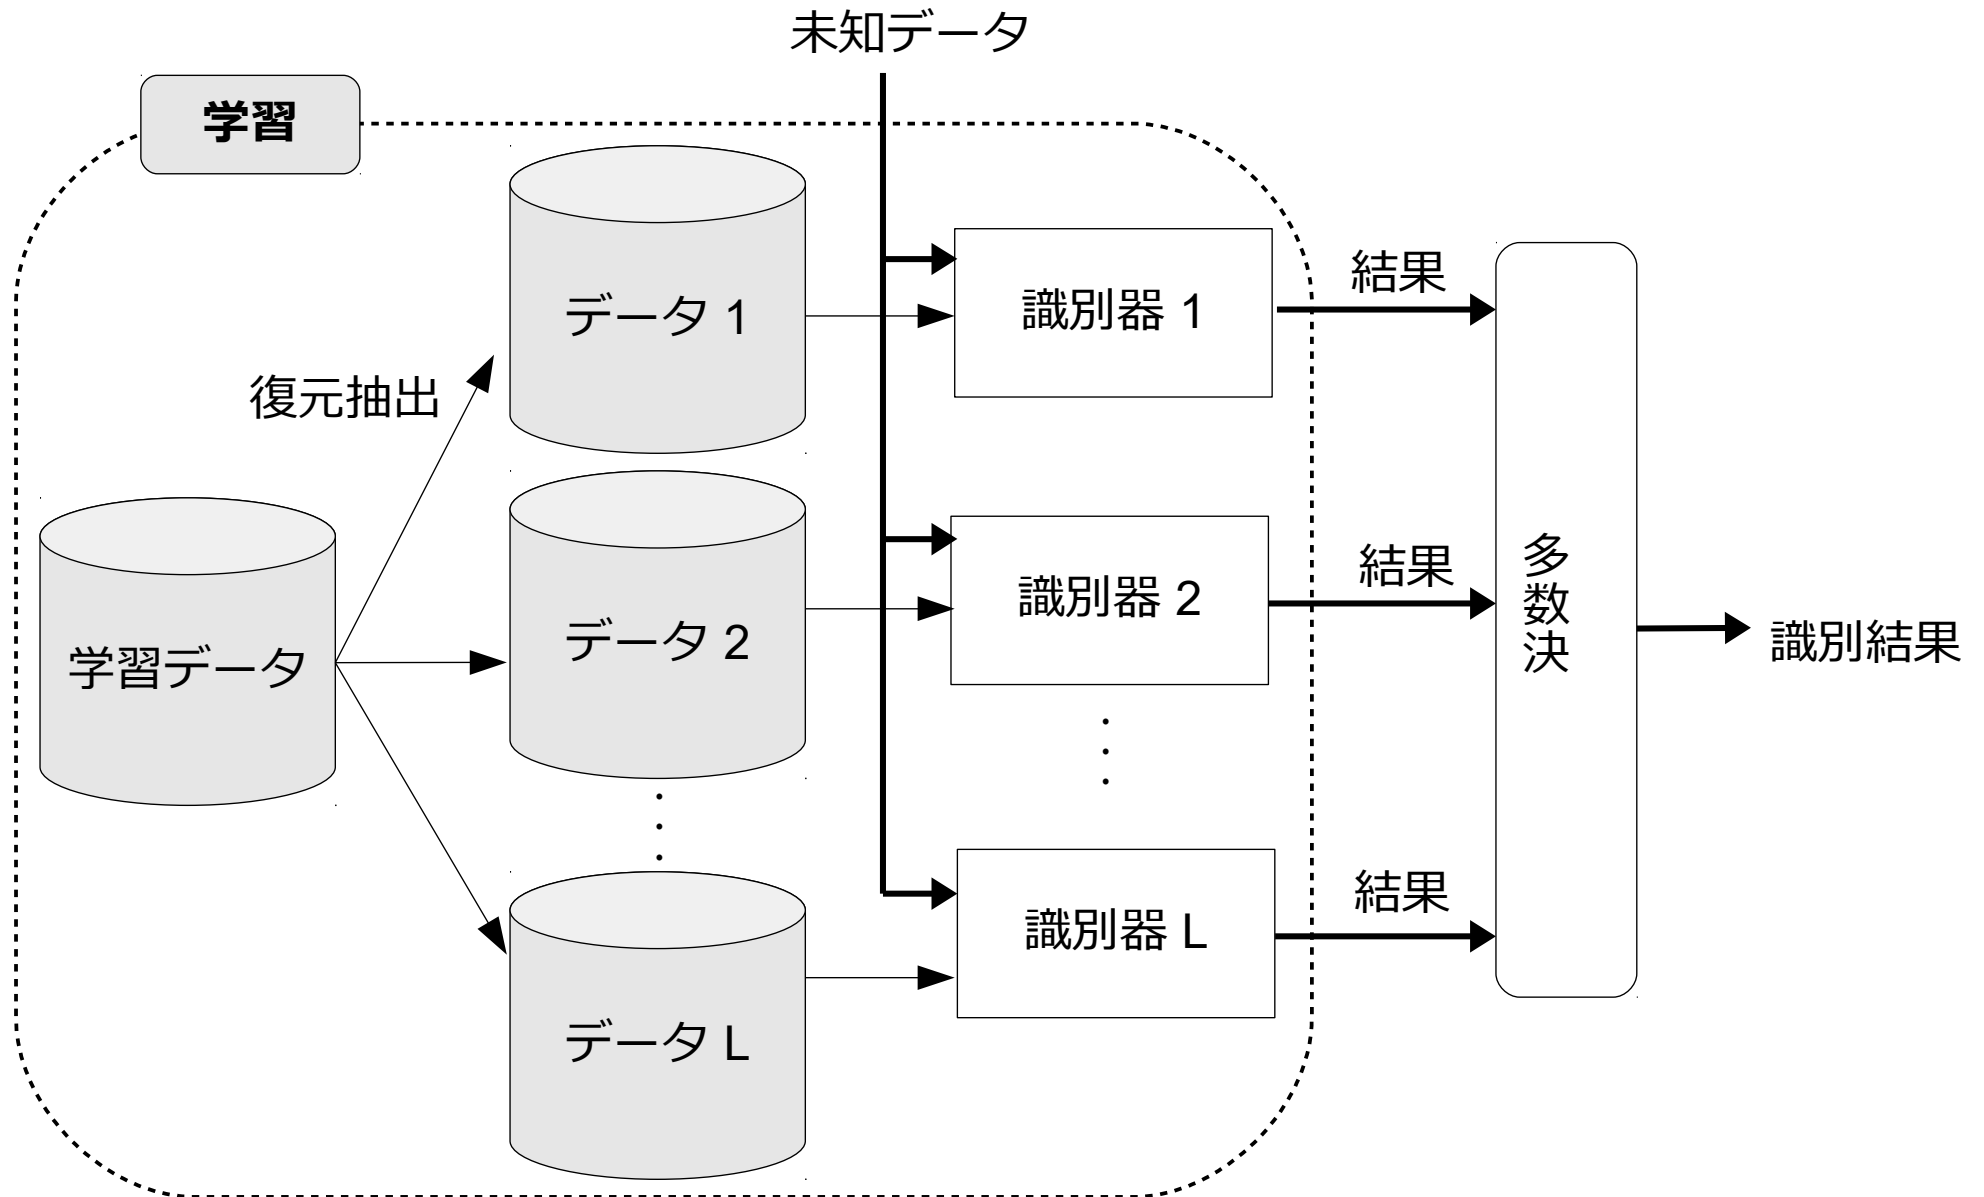 未知データ
学習
データ 1
識別器 1
結果
復元抽出
学習データ
データ 2
識別器 2
結果
多数決
識別結果
データ L
識別器 L
結果